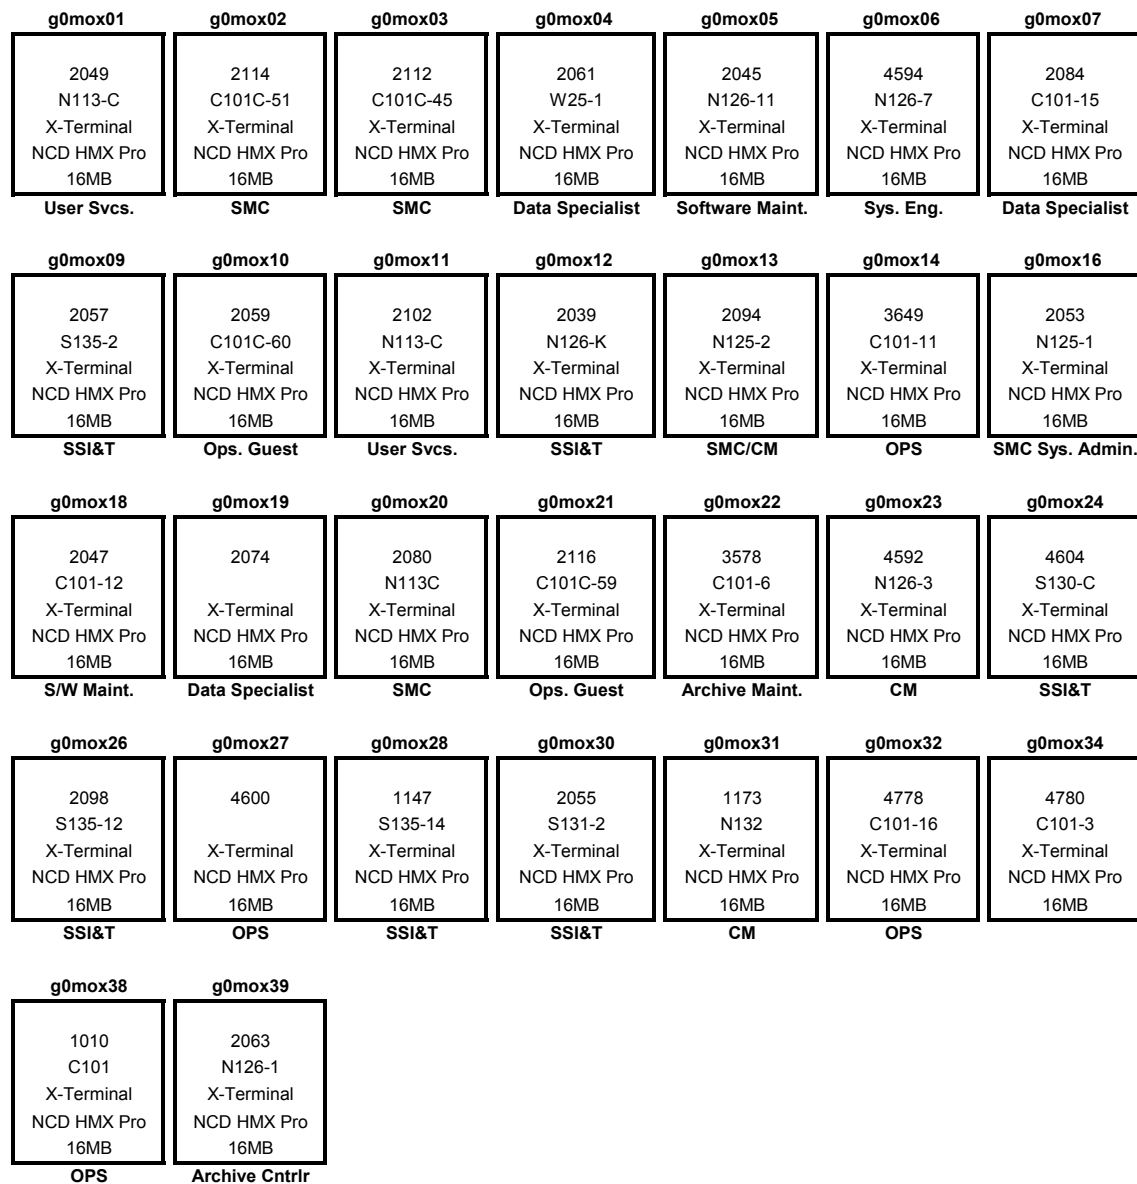 g0mox01 g0mox02 g0mox03 g0mox04 g0mox05 g0mox06 g0mox07
2049 2114 2112 2061 2045 4594 2084
N113-C C101C-51 C101C-45 W25-1 N126-11 N126-7 C101-15
X-Terminal X-Terminal X-Terminal X-Terminal X-Terminal X-Terminal X-Terminal
NCD HMX Pro NCD HMX Pro NCD HMX Pro NCD HMX Pro NCD HMX Pro NCD HMX Pro NCD HMX Pro
16MB 16MB 16MB 16MB 16MB 16MB 16MB
User Svcs. SMC SMC Data Specialist Software Maint. Sys. Eng. Data Specialist
g0mox09 g0mox10 g0mox11 g0mox12 g0mox13 g0mox14 g0mox16
2057 2059 2102 2039 2094 3649 2053
S135-2 C101C-60 N113-C N126-K N125-2 C101-11 N125-1
X-Terminal X-Terminal X-Terminal X-Terminal X-Terminal X-Terminal X-Terminal
NCD HMX Pro NCD HMX Pro NCD HMX Pro NCD HMX Pro NCD HMX Pro NCD HMX Pro NCD HMX Pro
16MB 16MB 16MB 16MB 16MB 16MB 16MB
SSI&T Ops. Guest User Svcs. SSI&T SMC/CM OPS SMC Sys. Admin.
g0mox18 g0mox19 g0mox20 g0mox21 g0mox22 g0mox23 g0mox24
2047 2074 2080 2116 3578 4592 4604
C101-12 N113C C101C-59 C101-6 N126-3 S130-C
X-Terminal X-Terminal X-Terminal X-Terminal X-Terminal X-Terminal X-Terminal
NCD HMX Pro NCD HMX Pro NCD HMX Pro NCD HMX Pro NCD HMX Pro NCD HMX Pro NCD HMX Pro
16MB 16MB 16MB 16MB 16MB 16MB 16MB
S/W Maint. Data Specialist SMC Ops. Guest Archive Maint. CM SSI&T
g0mox26 g0mox27 g0mox28 g0mox30 g0mox31 g0mox32 g0mox34
2098 4600 1147 2055 1173 4778 4780
S135-12 S135-14 S131-2 N132 C101-16 C101-3
X-Terminal X-Terminal X-Terminal X-Terminal X-Terminal X-Terminal X-Terminal
NCD HMX Pro NCD HMX Pro NCD HMX Pro NCD HMX Pro NCD HMX Pro NCD HMX Pro NCD HMX Pro
16MB 16MB 16MB 16MB 16MB 16MB 16MB
SSI&T OPS SSI&T SSI&T CM OPS
g0mox38 g0mox39
1010 2063
C101 N126-1
X-Terminal X-Terminal
NCD HMX Pro NCD HMX Pro
16MB 16MB
OPS Archive Cntrlr